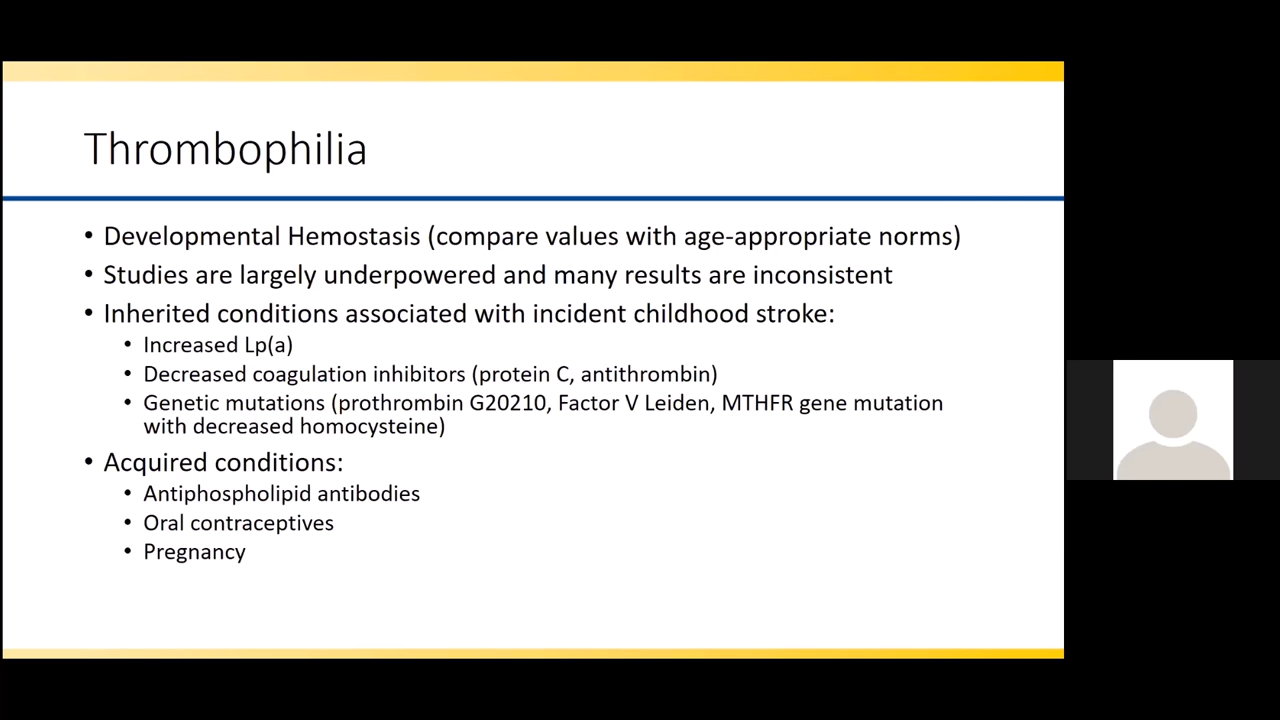 Thrombophilia
• Developmental Hemostasis (compare values with age-appropriate norms)
• Studies are largely underpowered and many results are inconsistent
• Inherited conditions associated with incident childhood stroke:
• Increased Lp(a)
• Decreased coagulation inhibitors (protein C, antithrombin)
• Genetic mutations (prothrombin G20210, Factor V Leiden, MTHFR gene mutation
with decreased homocysteine)
• Acquired conditions:
• Antiphospholipid antibodies
• Oral contraceptives
• Pregnancy